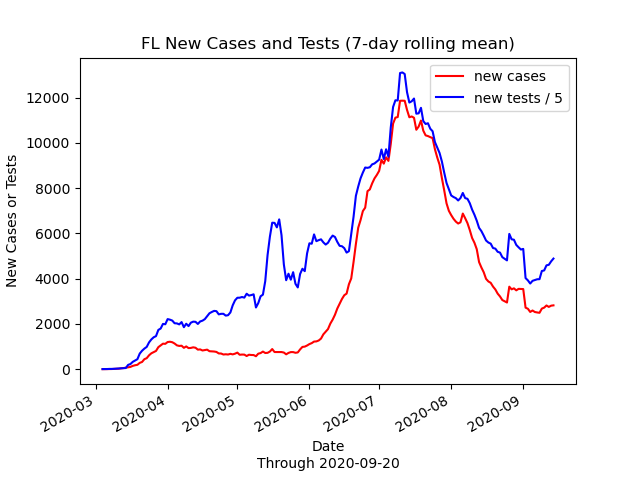 FL New Cases and Tests (7-day rolling mean)
new cases
new tests / 5
New Cases or Tests
12000
10000
8000
6000
4000
2000
0
2020-03
2020-04
2020-05
2020-06
2020-07
2020-08
2020-09
Date
Through 2020-09-20